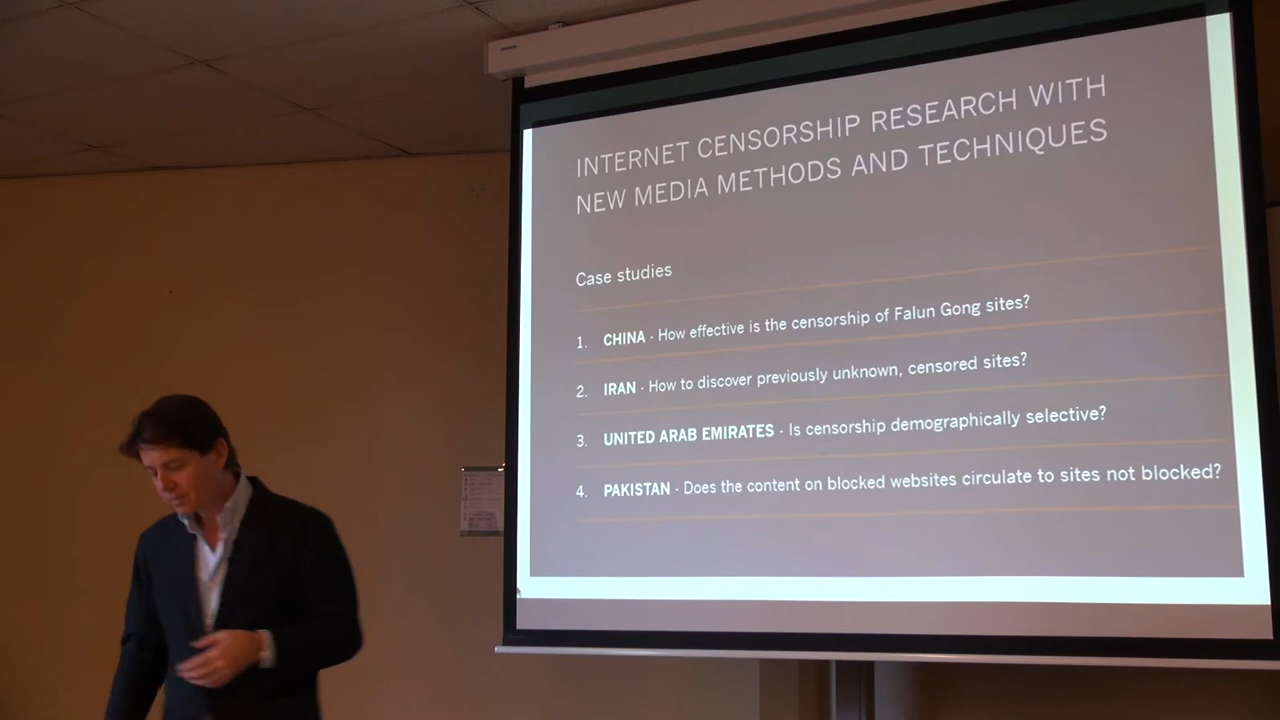 INTERNET CENSORSHIP RESEARCH WITH
NEW MEDIA METHODS AND TECHNIQUES
Case studies
1. CHINA - How effective is the censorship of Falun Gong sites?
2. IRAN - How to discover previously unknown, censored sites?
3. UNITED ARAB EMIRATES - Is censorship demographically selective?
4. PAKISTAN - Does the content on blocked websites circulate to sites not blocked?